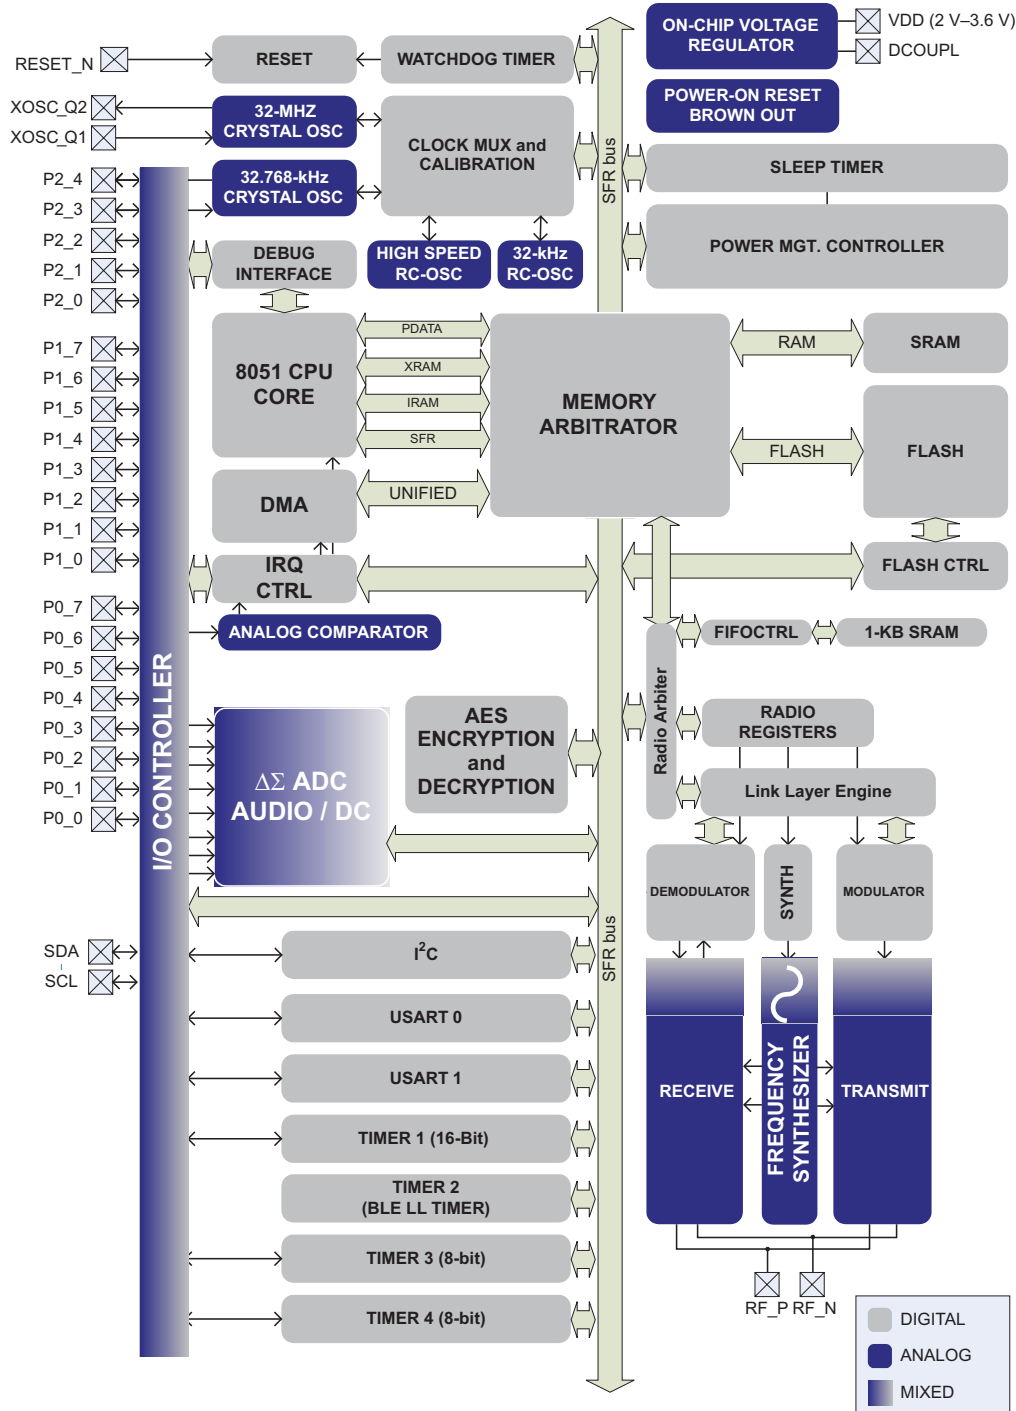 ON-CHIP VOLTAGE
REGULATOR
VDD (2 V–3.6 V)
DCOUPL
RESET_N
RESET
WATCHDOG TIMER
XOSC_Q2
XOSC_Q1
32-MHZ
CRYSTAL OSC
CLOCK MUX and
CALIBRATION
POWER-ON RESET
BROWN OUT
SFR bus
SLEEP TIMER
P2_4
P2_3
P2_2
P2_1
P2_0
32.768-kHz
CRYSTAL OSC
POWER MGT. CONTROLLER
DEBUG
INTERFACE
HIGH SPEED
RC-OSC
32-kHz
RC-OSC
P1_7
P1_6
P1_5
P1_4
P1_3
P1_2
P1_1
P1_0
8051 CPU
CORE
PDATA
XRAM
IRAM
SFR
MEMORY
ARBITRATOR
RAM
SRAM
FLASH
FLASH
DMA
UNIFIED
IRQ
CTRL
FLASH CTRL
P0_7
P0_6
P0_5
P0_4
P0_3
P0_2
P0_1
P0_0
ANALOG COMPARATOR
FIFOCTRL
1-KB SRAM
I/O CONTROLLER
Radio Arbiter
AES
ENCRYPTION
and
DECRYPTION
RADIO
REGISTERS
ΔΣ ADC
AUDIO / DC
Link Layer Engine
DEMODULATOR
SYNTH
MODULATOR
SFR bus
SDA
SCL
I2C
USART 0
USART 1
TIMER 1 (16-Bit)
TIMER 2
(BLE LL TIMER)
TIMER 3 (8-bit)
TIMER 4 (8-bit)
RECEIVE
FREQUENCY
SYNTHESIZER
TRANSMIT
RF_P
RF_N
DIGITAL
ANALOG
MIXED